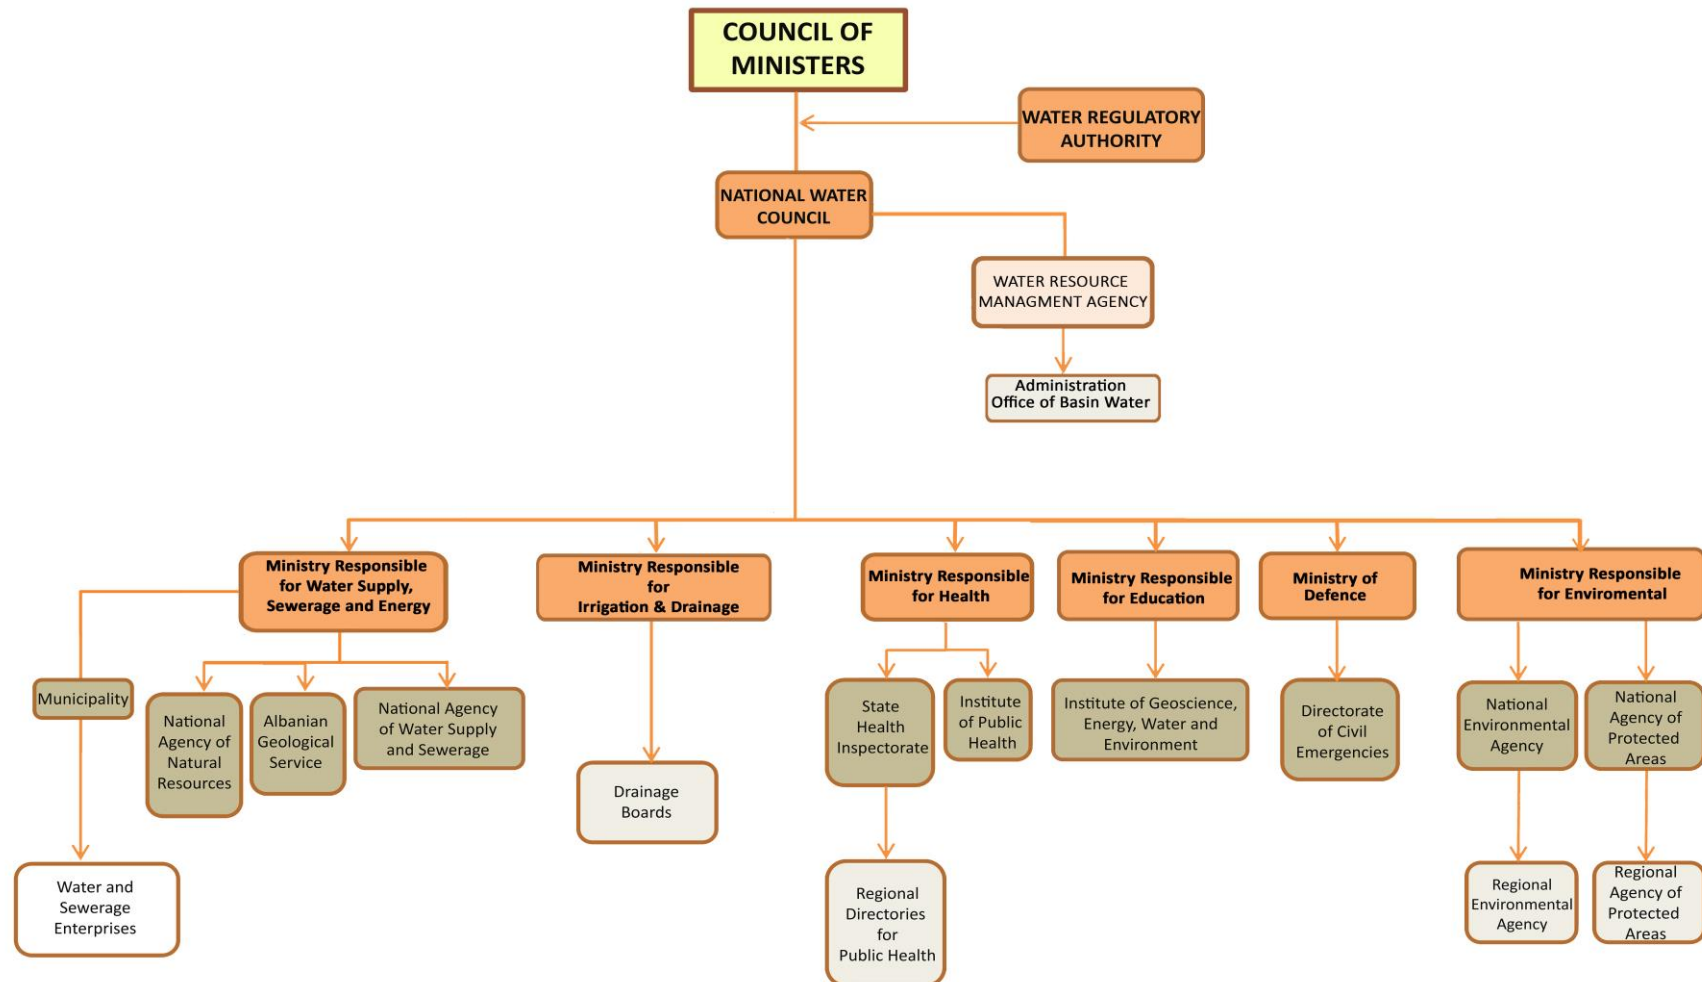 COUNCIL OF
MINISTERS
WATER REGULATORY
AUTHORITY
NATIONAL WATER
COUNCIL
WATER RESOURCE
MANAGMENT AGENCY
Administration
Office of Basin Water
Ministry Responsible
for Water Supply,
Sewerage and Energy
Ministry Responsible
for
Irrigation & Drainage
Ministry Responsible
for Health
Ministry Responsible
for Education
Ministry of
Defence
Ministry Responsible
for Enviromental
Municipality
National
Agency of
Natural
Resources
Albanian
Geological
Service
National Agency
of Water Supply
and Sewerage
State
Health
Inspectorate
Institute
of Public
Health
Institute of Geoscience,
Energy, Water and
Environment
Directorate
of Civil
Emergencies
National
Environmental
Agency
National
Agency of
Protected
Areas
Drainage
Boards
Water and
Sewerage
Enterprises
Regional
Directories
for
Public Health
Regional
Environmental
Agency
Regional
Agency of
Protected
Areas